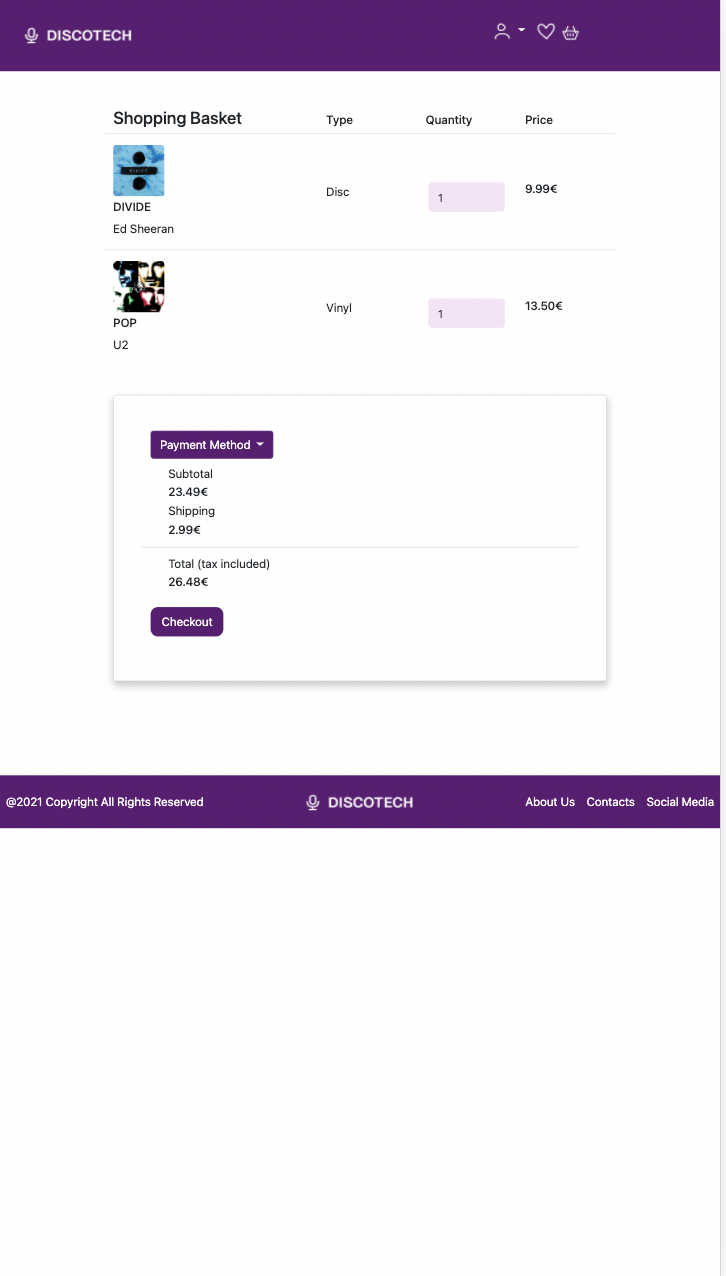 DISCOTECH
Shopping Basket Type Quantity Price
DIVIDE
Ed Sheeran
Disc
1
9.99€
POP
U2
Vinyl
1
13.50€
Payment Method
Subtotal
23.49€
Shipping
2.99€
Total (tax included)
26.48€
Checkout
@2021 Copyright All Rights Reserved DISCOTECH About Us Contacts Social Media